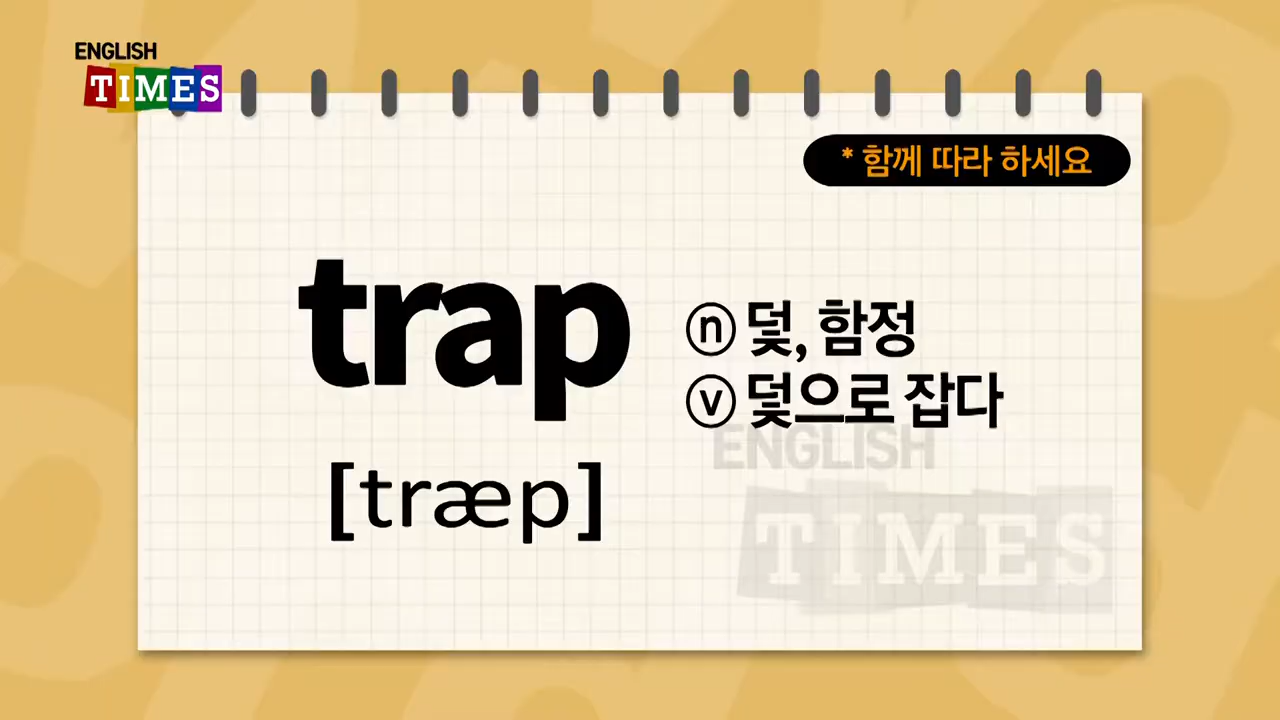 ENGLISH
TIMES
* 함께 따라 하세요
trap
ⓝ 덫, 함정
ⓥ 덫으로 잡다
[træp]
ENGLISH
TIMES